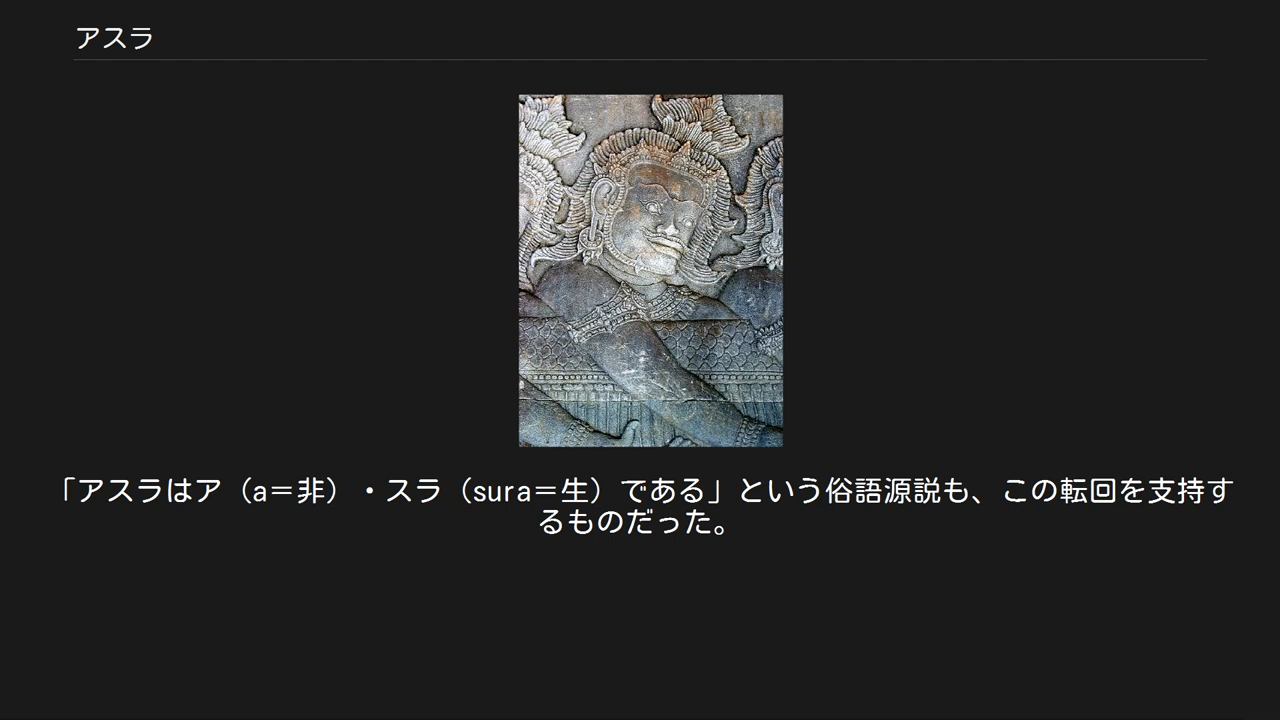 アスラ
「アスラはア（a＝非）・スラ（sura＝生）である」という俗語源説も、この転回を支持す
るものだった。